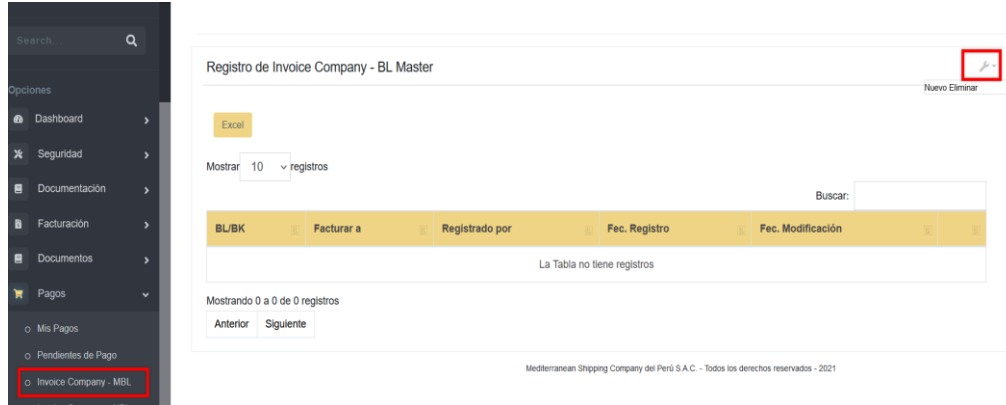 Search...
Opciones
Dashboard
Seguridad
Documentación
Facturación
Documentos
Pagos
Mis Pagos
Pendientes de Pago
Invoice Company - MBL
Registro de Invoice Company - BL Master
Nuevo Eliminar
Excel
Mostrar 10 registros
Buscar:
BL/BK Facturar a Registrado por Fec. Registro Fec. Modificación
La Tabla no tiene registros
Mostrando 0 a 0 de 0 registros
Anterior Siguiente
Mediterranean Shipping Company del Perú S.A.C. - Todos los derechos reservados - 2021